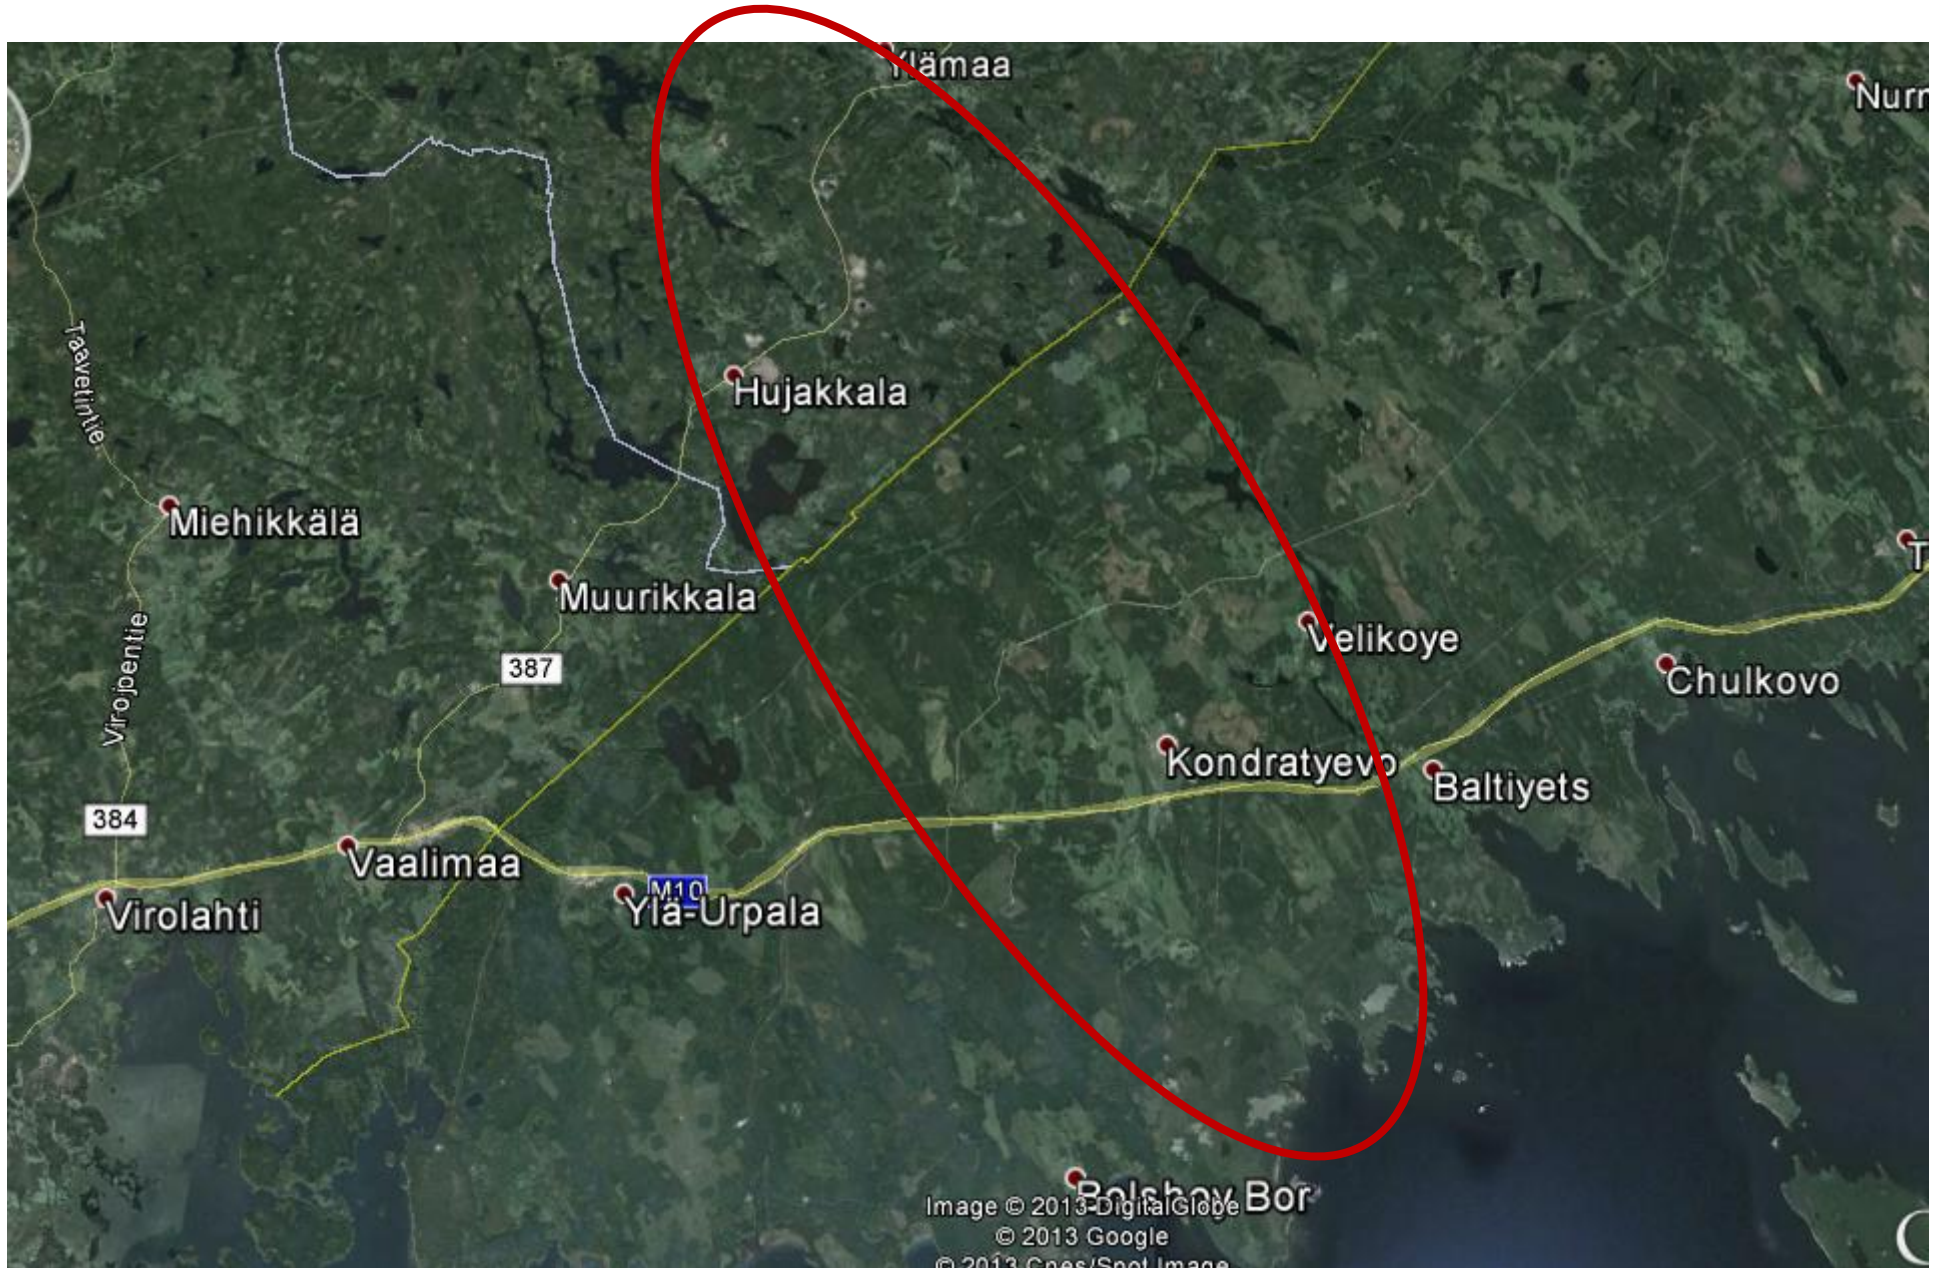 Ylämaa
Nurm
Taavetintie
Hujakkala
Miehikkälä
Muurikkala
Virojoentie
387
Velikoye
Chulkovo
T
Kondratyevo
Baltiyets
384
Vaalimaa
M10
Virolahti
Ylä-Urpala
Bolshoy Bor
Image © 2013 DigitalGlobe
© 2013 Google
© 2013 Cnes/Spot Image